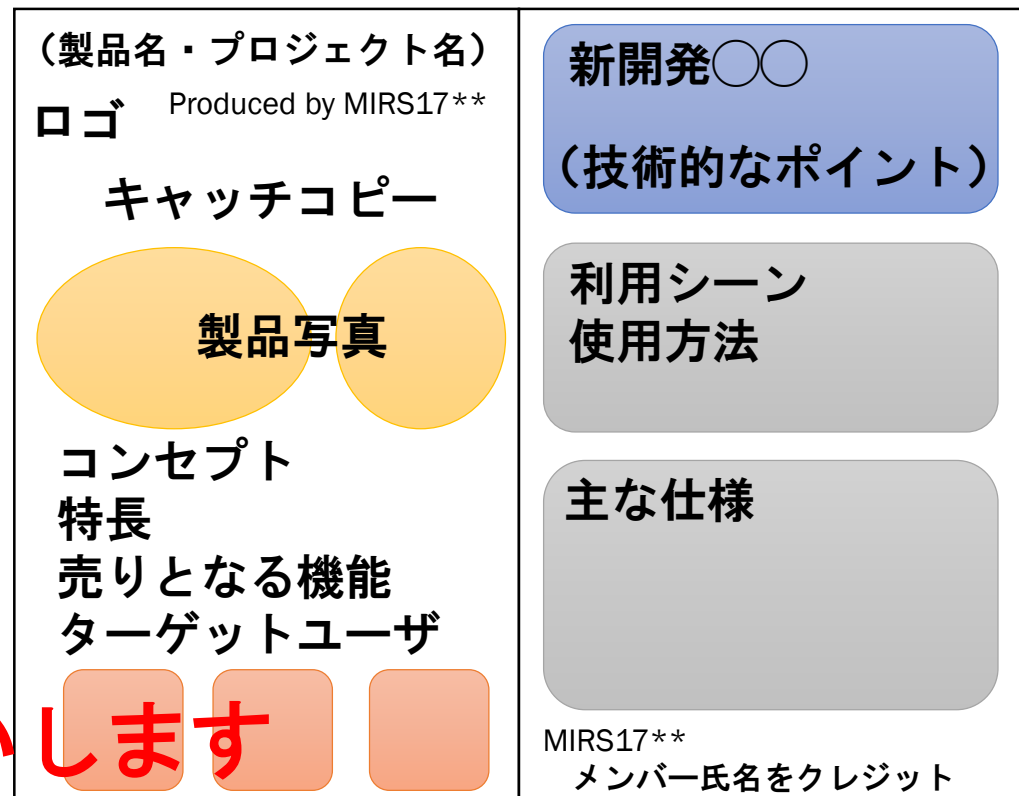 （製品名・プロジェクト名）
ロゴ
Produced by MIRS17**
キャッチコピー
製品写真
コンセプト
特長
売りとなる機能
ターゲットユーザ
します
新開発◯◯
（技術的なポイント）
利用シーン
使用方法
主な仕様
MIRS17**
メンバー氏名をクレジット